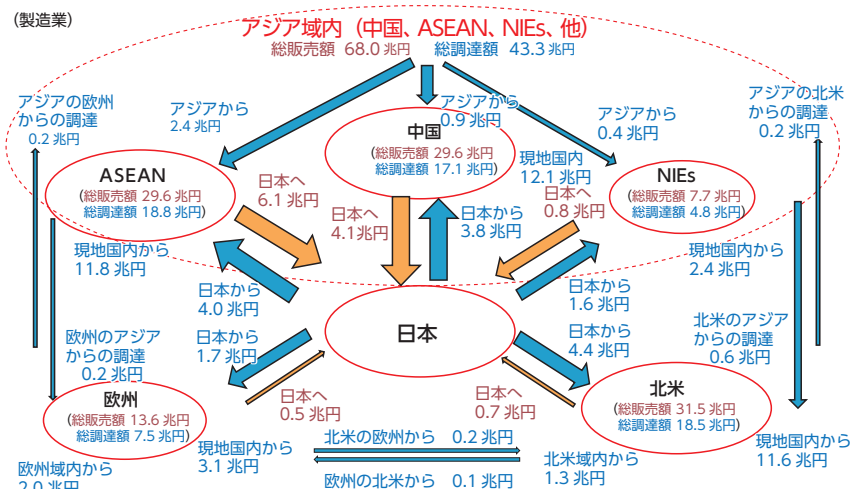 (製造業)
アジア域内（中国、ASEAN、NIEs、他）
総販売額 68.0 兆円 総調達額 43.3 兆円
アジアの欧州
からの調達
0.2 兆円
アジアから
2.4 兆円
アジアから
0.9 兆円
アジアから
0.4 兆円
アジアの北米
からの調達
0.2 兆円
中国
(総販売額 29.6 兆円
総調達額 17.1 兆円)
現地国内
12.1 兆円
ASEAN
(総販売額 29.6 兆円
総調達額 18.8 兆円)
NIEs
(総販売額 7.7 兆円
総調達額 4.8 兆円)
日本へ
6.1 兆円
日本へ
4.1 兆円
日本から
3.8 兆円
日本へ
0.8 兆円
現地国内から
11.8 兆円
現地国内から
2.4 兆円
日本から
4.0 兆円
日本から
1.6 兆円
日本
日本から
1.7 兆円
日本から
4.4 兆円
欧州のアジア
からの調達
0.2 兆円
北米のアジア
からの調達
0.6 兆円
欧州
(総販売額 13.6 兆円
総調達額 7.5 兆円)
日本へ
0.5 兆円
日本へ
0.7 兆円
北米
(総販売額 31.5 兆円
総調達額 18.5 兆円)
現地国内から
3.1 兆円
北米の欧州から 0.2 兆円
欧州の北米から 0.1 兆円
北米域内から
1.3 兆円
現地国内から
11.6 兆円
欧州域内から
2.0 兆円